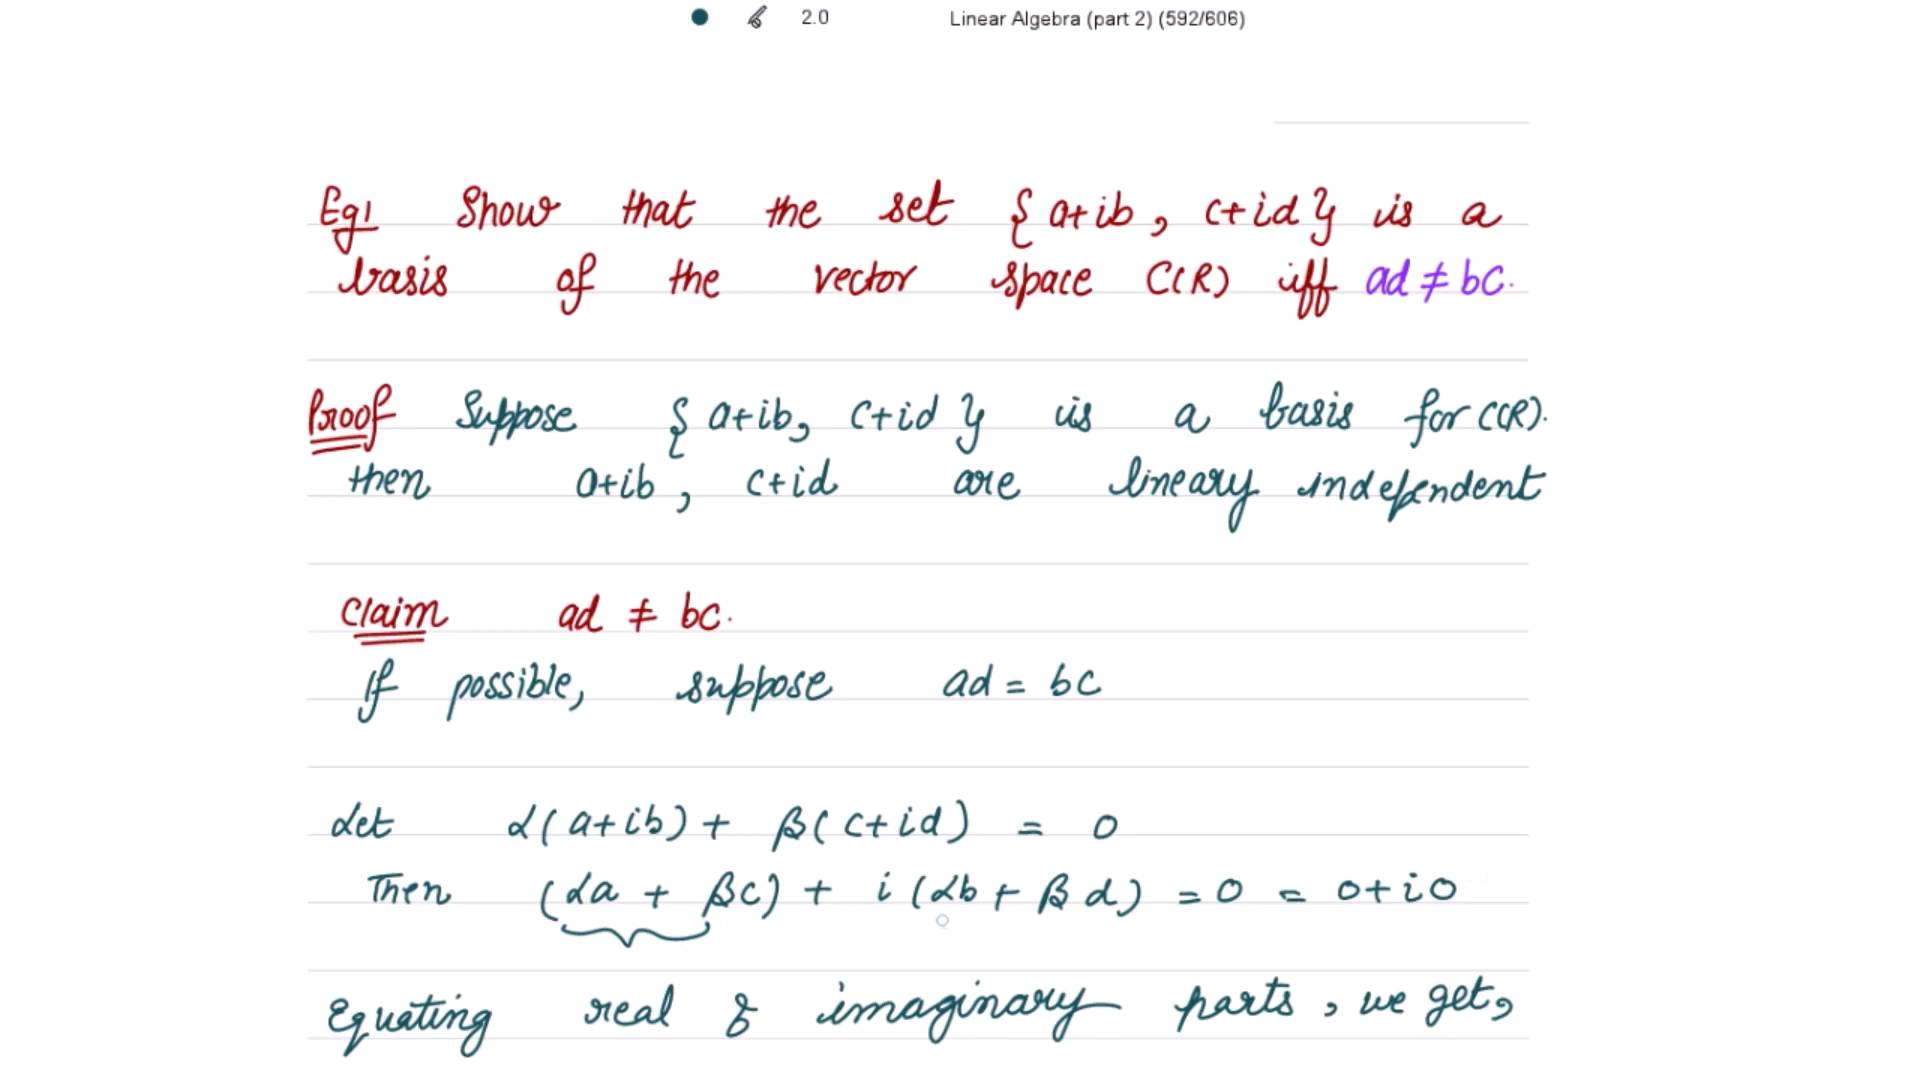 2.0 Linear Algebra (part 2) (592/606)
Eg! Show that the set { a+ib, c+id } is a
basis of the vector space C(R) iff ad ≠ bc.
Proof Suppose { a+ib, c+id } is a basis for C(R).
then a+ib, c+id are lineary independent
Claim ad ≠ bc.
If possible, suppose ad = bc
Let α(a+ib) + β(c+id) = 0
Then (αa + βc) + i(αb + βd) = 0 = 0+i0
Equating real & imaginary parts, we get,